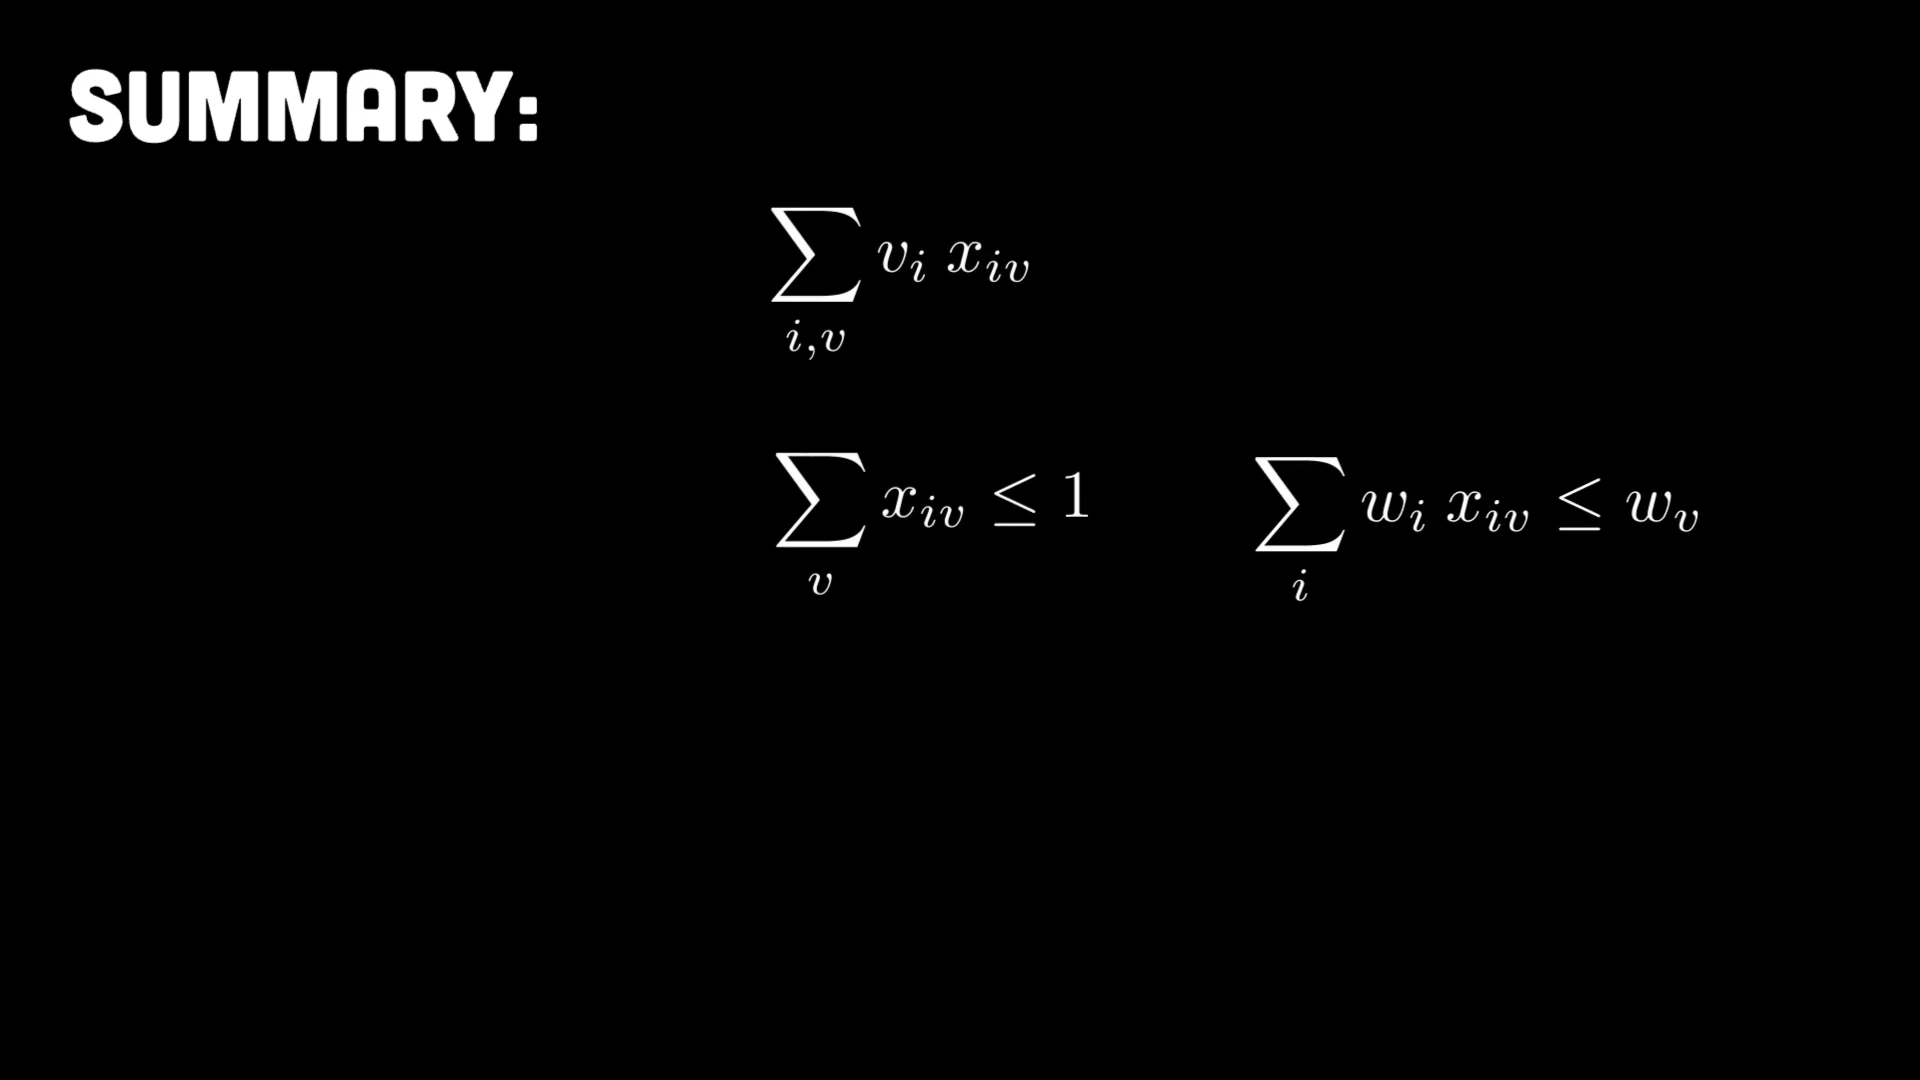 SUMMARY:
∑_{i,v} v_i x_{iv}
∑_v x_{iv} ≤ 1 ∑_i w_i x_{iv} ≤ w_v